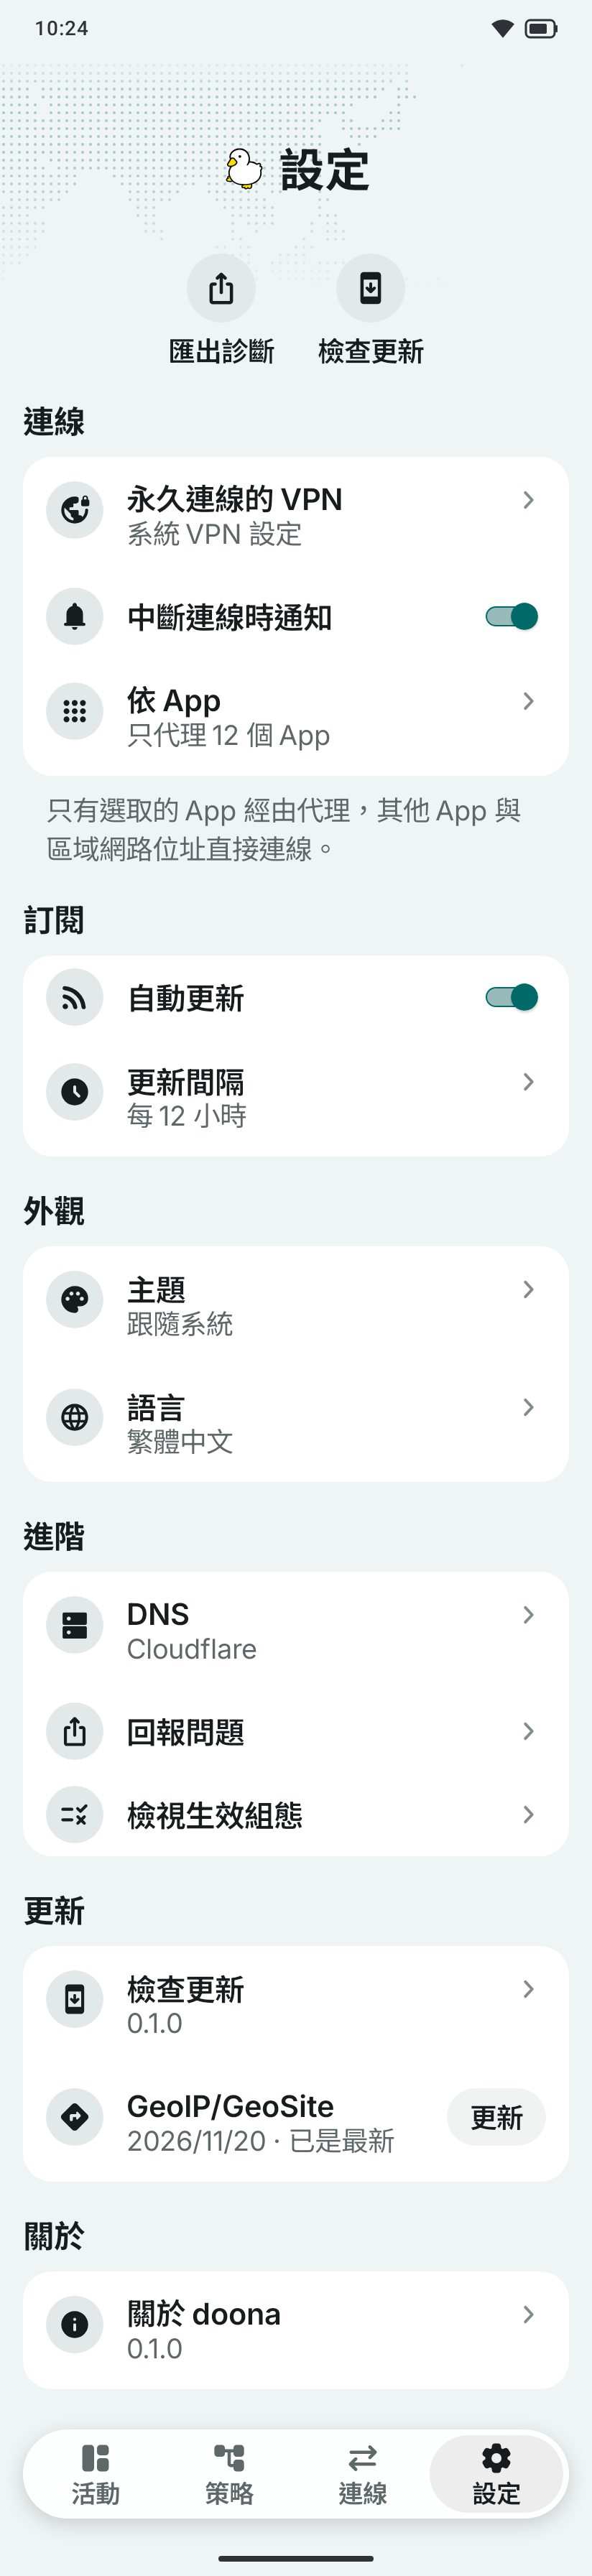 10:24
設定
匯出診斷
檢查更新
連線
永久連線的 VPN
系統 VPN 設定
中斷連線時通知
依 App
只代理 12 個 App
只有選取的 App 經由代理，其他 App 與
區域網路位址直接連線。
訂閱
自動更新
更新間隔
每 12 小時
外觀
主題
跟隨系統
語言
繁體中文
進階
DNS
Cloudflare
回報問題
檢視生效組態
更新
檢查更新
0.1.0
GeoIP/GeoSite
2026/11/20 · 已是最新
更新
關於
關於 doona
0.1.0
活動
策略
連線
設定